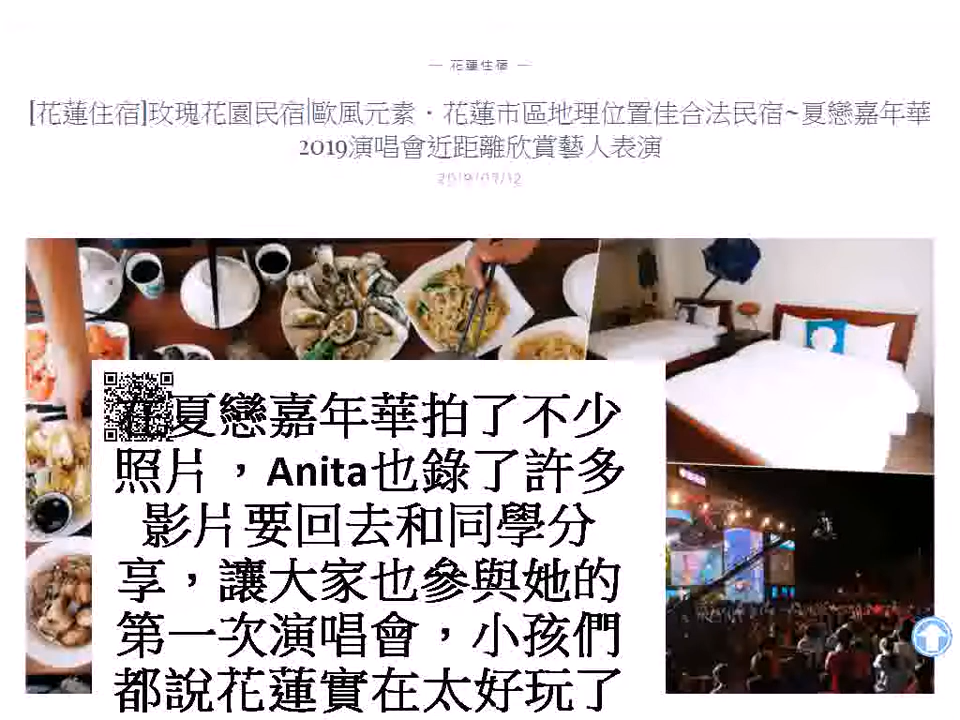 — 花蓮住宿 —
[花蓮住宿]玫瑰花園民宿|歐風元素．花蓮市區地理位置佳合法民宿~夏戀嘉年華
2019演唱會近距離欣賞藝人表演
在夏戀嘉年華拍了不少
照片，Anita也錄了許多
影片要回去和同學分
享，讓大家也參與她的
第一次演唱會，小孩們
都說花蓮實在太好玩了